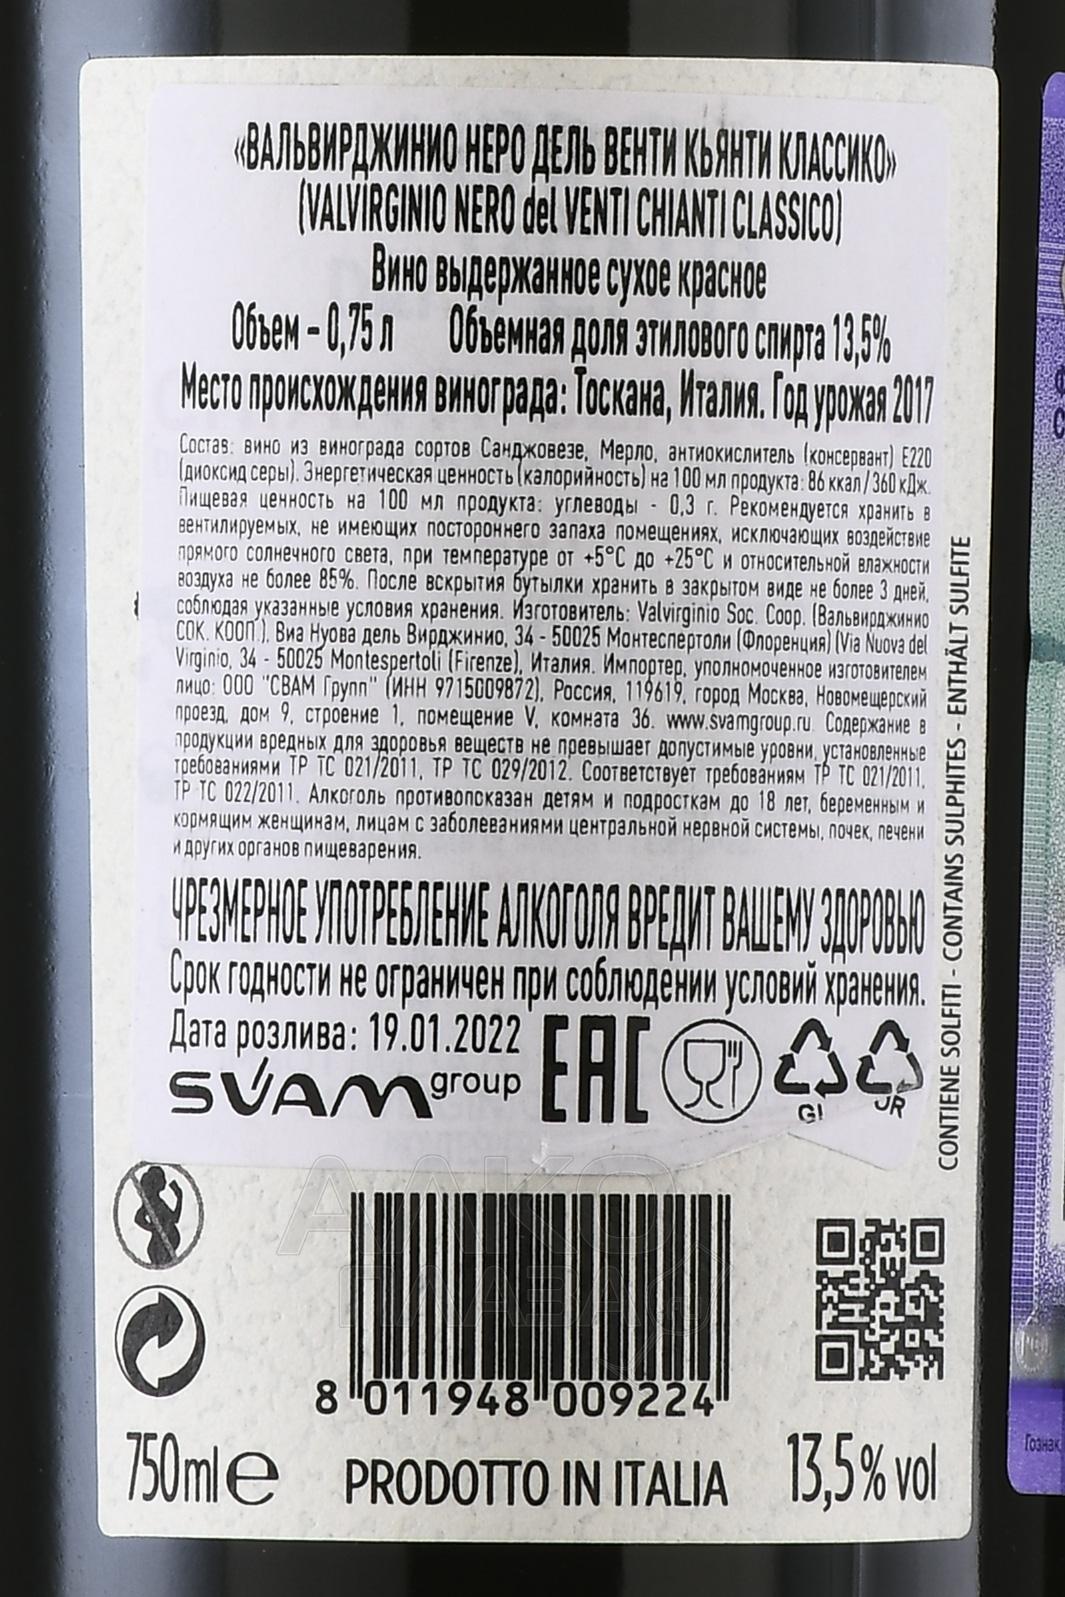 «ВАЛЬВИРДЖИНИО НЕРО ДЕЛЬ ВЕНТИ КЬЯНТИ КЛАССИКО»
(VALVIRGINIO NERO del VENTI CHIANTI CLASSICO)
Вино выдержанное сухое красное
Объем – 0,75 л Объемная доля этилового спирта 13,5%
Место происхождения винограда: Тоскана, Италия. Год урожая 2017
Состав: вино из винограда сортов Санджовезе, Мерло, антиокислитель (консервант) Е220
(диоксид серы). Энергетическая ценность (калорийность) на 100 мл продукта: 86 ккал/360 кДж.
Пищевая ценность на 100 мл продукта: углеводы - 0,3 г. Рекомендуется хранить в
вентилируемых, не имеющих постороннего запаха помещениях, исключающих воздействие
прямого солнечного света, при температуре от +5°С до +25°С и относительной влажности
воздуха не более 85%. После вскрытия бутылки хранить в закрытом виде не более 3 дней,
соблюдая указанные условия хранения. Изготовитель: Valvirginio Soc. Coop. (Вальвирджинио
СОК. КООП.), Виа Нуова дель Вирджинио, 34 - 50025 Монтеспертоли (Флоренция) (Via Nuova del
Virginio, 34 - 50025 Montespertoli (Firenze), Италия. Импортер, уполномоченное изготовителем
лицо: ООО "СВАМ Групп" (ИНН 9715009872), Россия, 119619, город Москва, Новомещерский
проезд, дом 9, строение 1, помещение V, комната 36. www.svamgroup.ru. Содержание в
продукции вредных для здоровья веществ не превышает допустимые уровни, установленные
требованиями ТР ТС 021/2011, ТР ТС 029/2012. Соответствует требованиям ТР ТС 021/2011,
ТР ТС 022/2011. Алкоголь противопоказан детям и подросткам до 18 лет, беременным и
кормящим женщинам, лицам с заболеваниями центральной нервной системы, почек, печени
и других органов пищеварения.
ЧРЕЗМЕРНОЕ УПОТРЕБЛЕНИЕ АЛКОГОЛЯ ВРЕДИТ ВАШЕМУ ЗДОРОВЬЮ
Срок годности не ограничен при соблюдении условий хранения.
Дата розлива: 19.01.2022
SVAM group EAC
GL OR
CONTIENE SOLFITI - CONTAINS SULPHITES - ENTHÄLT SULFITE
АЛКО
ПЛАЗА
8 011948 009224
750ml e PRODOTTO IN ITALIA 13,5% vol
Гознак